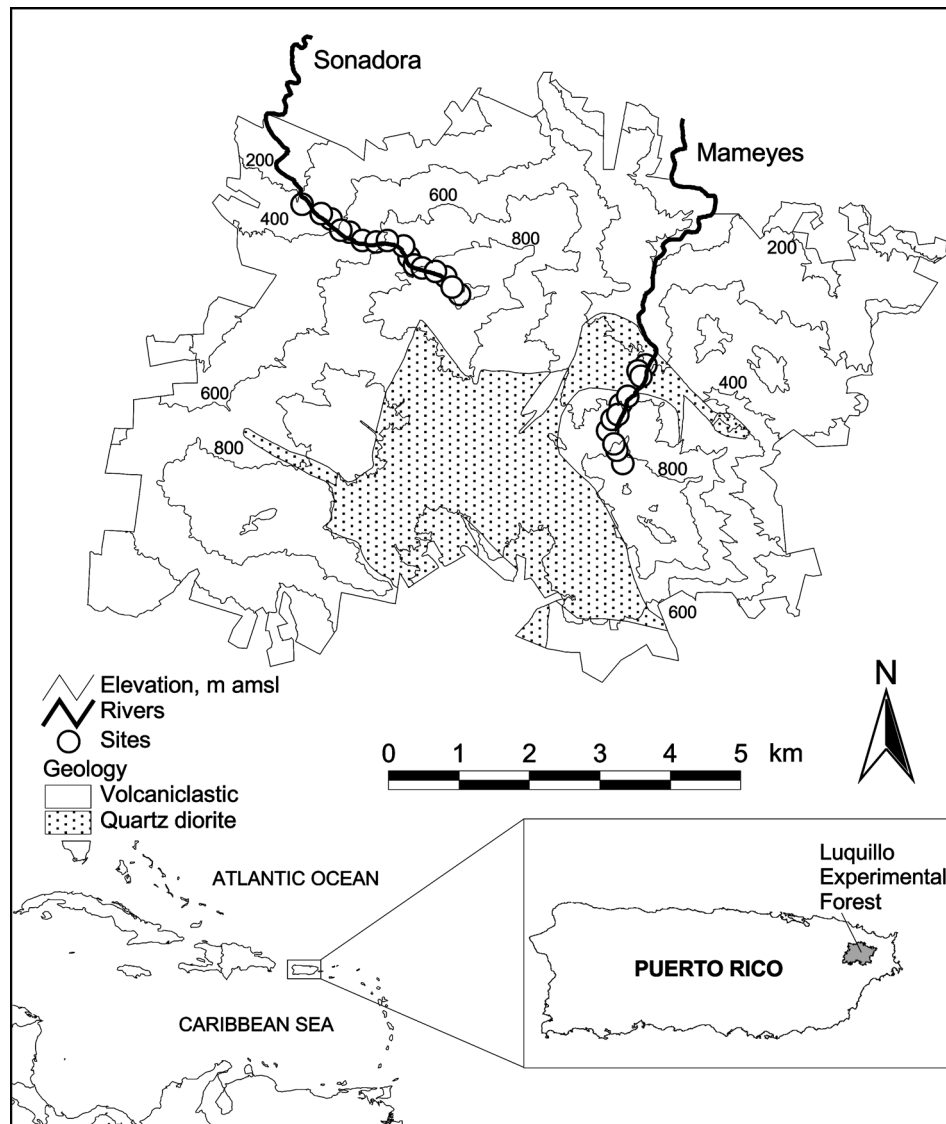 Sonadora
Mameyes
200
600
400
800
200
600
400
800
800
600
Elevation, m amsl
Rivers
Sites
Geology
Volcaniclastic
Quartz diorite
N
0 1 2 3 4 5 km
ATLANTIC OCEAN
CARIBBEAN SEA
Luquillo
Experimental
Forest
PUERTO RICO